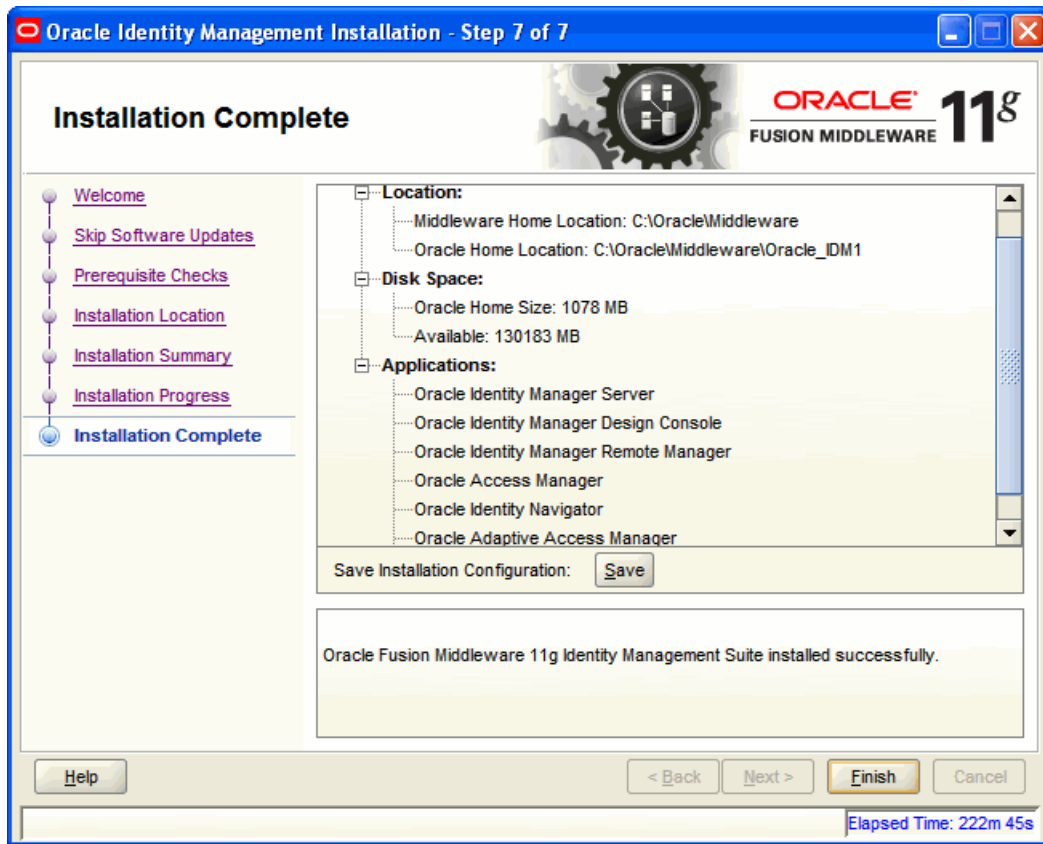 Oracle Identity Management Installation - Step 7 of 7
Installation Complete
ORACLE
FUSION MIDDLEWARE
11g
Welcome
Skip Software Updates
Prerequisite Checks
Installation Location
Installation Summary
Installation Progress
Installation Complete
Location:
Middleware Home Location: C:\Oracle\Middleware
Oracle Home Location: C:\Oracle\Middleware\Oracle_IDM1
Disk Space:
Oracle Home Size: 1078 MB
Available: 130183 MB
Applications:
Oracle Identity Manager Server
Oracle Identity Manager Design Console
Oracle Identity Manager Remote Manager
Oracle Access Manager
Oracle Identity Navigator
Oracle Adaptive Access Manager
Save Installation Configuration: Save
Oracle Fusion Middleware 11g Identity Management Suite installed successfully.
Help < Back Next > Finish Cancel
Elapsed Time: 222m 45s